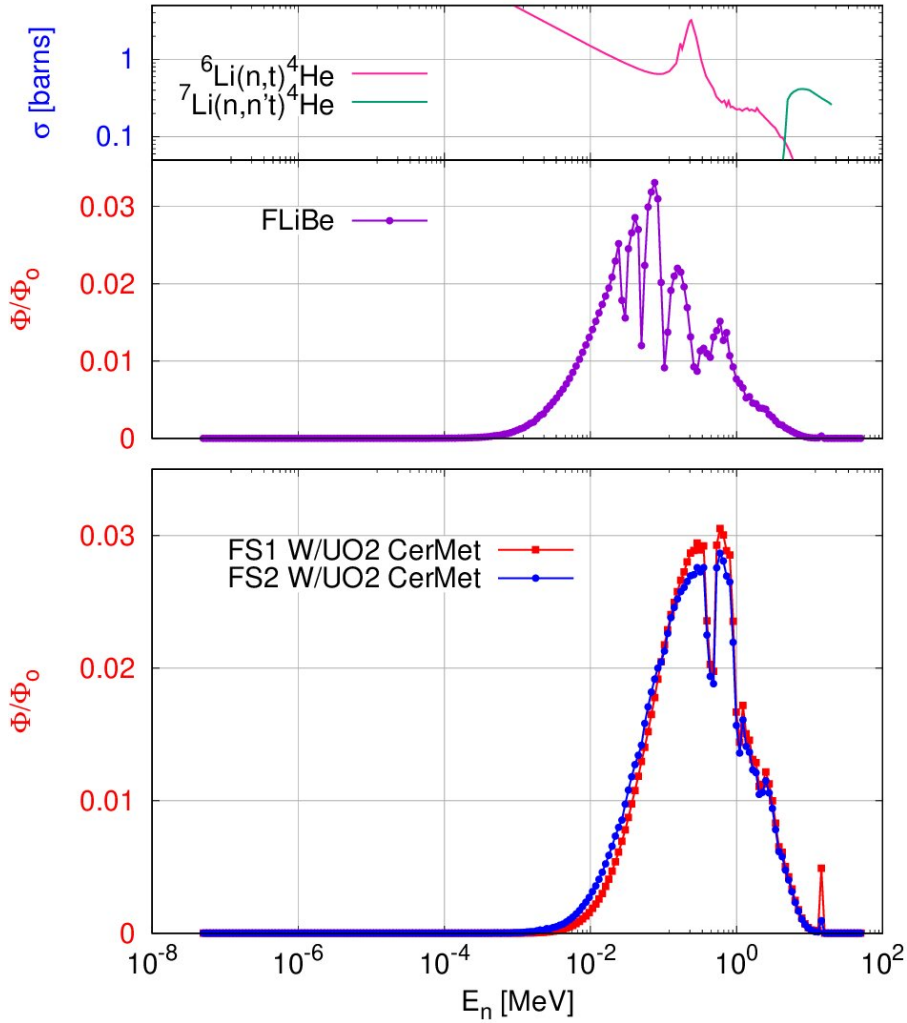 σ [barns]
1
0.1
⁶Li(n,t)⁴He
⁷Li(n,n't)⁴He
Φ/Φₒ
0.03
0.02
0.01
0
FLiBe
Φ/Φₒ
0.03
0.02
0.01
0
FS1 W/UO2 CerMet
FS2 W/UO2 CerMet
10⁻⁸ 10⁻⁶ 10⁻⁴ 10⁻² 10⁰ 10²
Eₙ [MeV]